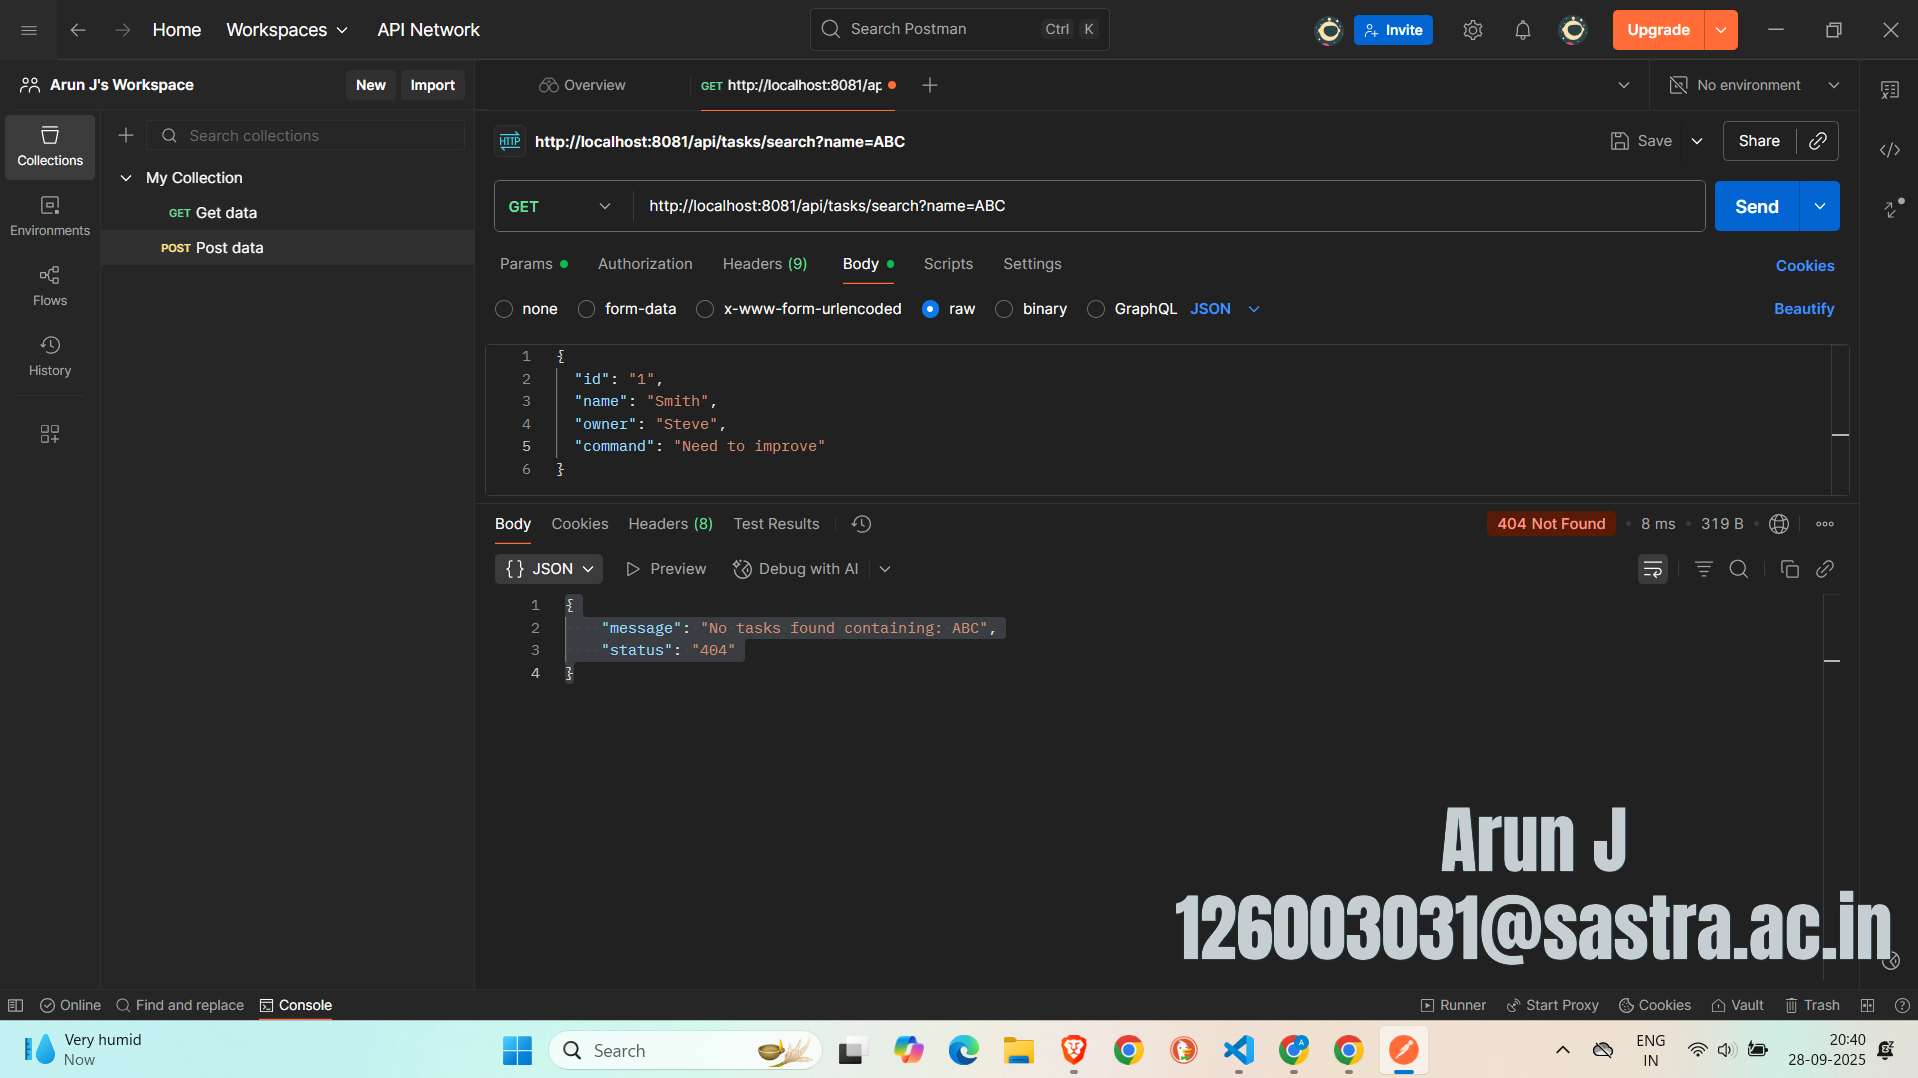 Home
Workspaces
API Network
Search Postman
Ctrl
K
Invite
Upgrade
Arun J's Workspace
New
Import
Overview
GET http://localhost:8081/ap
No environment
Search collections
Collections
Environments
Flows
History
My Collection
GET Get data
POST Post data
HTTP
http://localhost:8081/api/tasks/search?name=ABC
Save
Share
GET
http://localhost:8081/api/tasks/search?name=ABC
Send
Params
Authorization
Headers (9)
Body
Scripts
Settings
Cookies
none
form-data
x-www-form-urlencoded
raw
binary
GraphQL
JSON
Beautify
1 {
2 "id": "1",
3 "name": "Smith",
4 "owner": "Steve",
5 "command": "Need to improve"
6 }
Body
Cookies
Headers (8)
Test Results
404 Not Found
8 ms
319 B
{} JSON
Preview
Debug with AI
1 {
2 "message": "No tasks found containing: ABC",
3 "status": "404"
4 }
Arun J
126003031@sastra.ac.in
Online
Find and replace
Console
Runner
Start Proxy
Cookies
Vault
Trash
Very humid
Now
Search
ENG
IN
20:40
28-09-2025